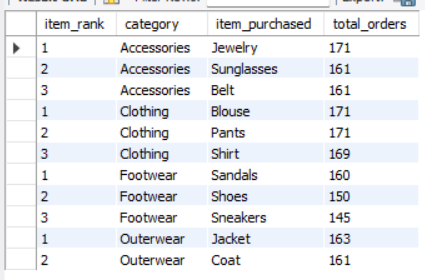 item_rank category item_purchased total_orders
1 Accessories Jewelry 171
2 Accessories Sunglasses 161
3 Accessories Belt 161
1 Clothing Blouse 171
2 Clothing Pants 171
3 Clothing Shirt 169
1 Footwear Sandals 160
2 Footwear Shoes 150
3 Footwear Sneakers 145
1 Outerwear Jacket 163
2 Outerwear Coat 161